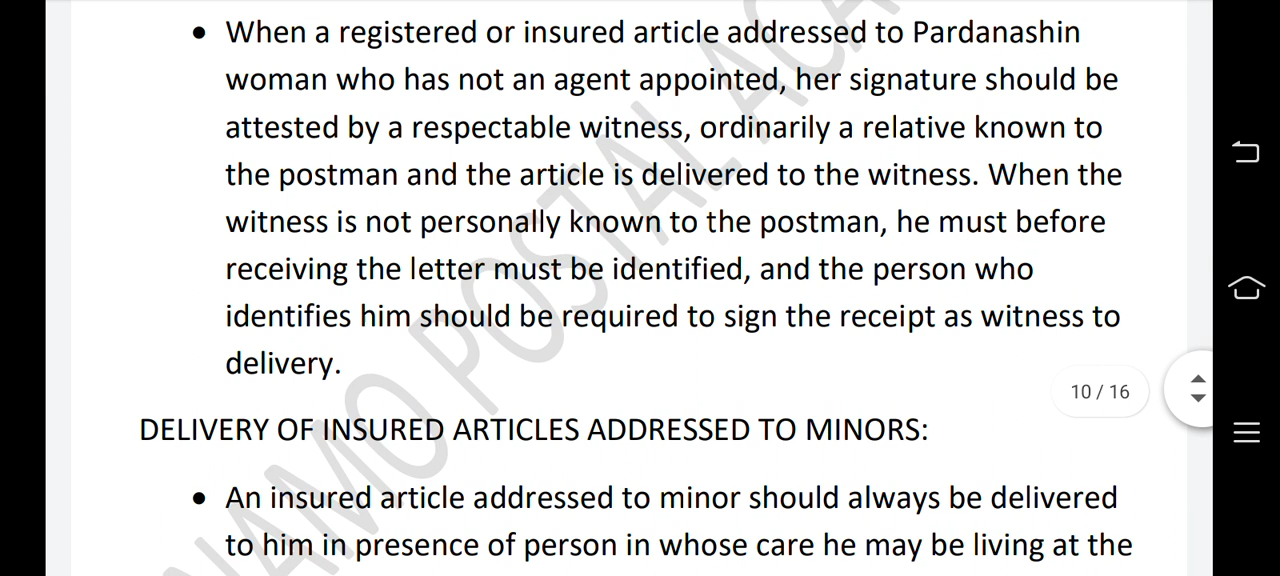 • When a registered or insured article addressed to Pardanashin
woman who has not an agent appointed, her signature should be
attested by a respectable witness, ordinarily a relative known to
the postman and the article is delivered to the witness. When the
witness is not personally known to the postman, he must before
receiving the letter must be identified, and the person who
identifies him should be required to sign the receipt as witness to
delivery.
10 / 16
DELIVERY OF INSURED ARTICLES ADDRESSED TO MINORS:
• An insured article addressed to minor should always be delivered
to him in presence of person in whose care he may be living at the
NAMO POSTAL ACA